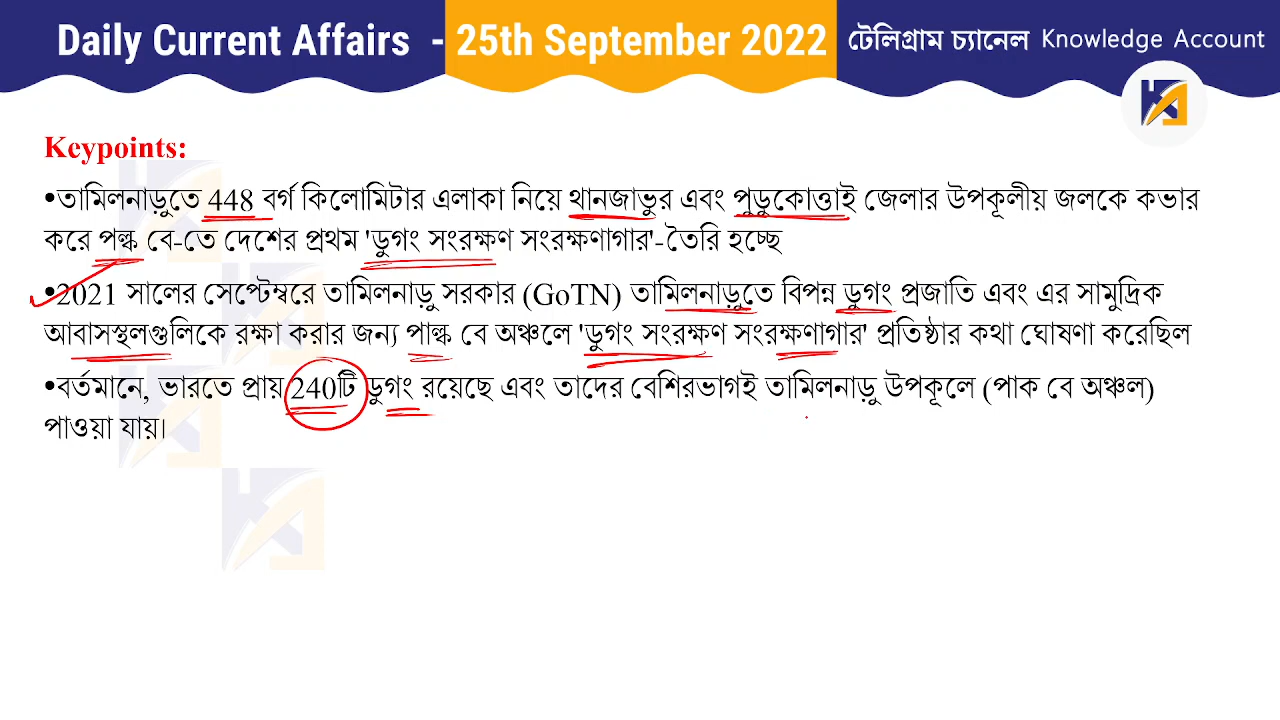 Daily Current Affairs - 25th September 2022 টেলিগ্রাম চ্যানেল Knowledge Account
Keypoints:
•তামিলনাড়ুতে 448 বর্গ কিলোমিটার এলাকা নিয়ে থানজাভুর এবং পুডুকোত্তাই জেলার উপকূলীয় জলকে কভার
করে পল্ক বে-তে দেশের প্রথম 'ডুগং সংরক্ষণ সংরক্ষণাগার'-তৈরি হচ্ছে
•2021 সালের সেপ্টেম্বরে তামিলনাড়ু সরকার (GoTN) তামিলনাড়ুতে বিপন্ন ডুগং প্রজাতি এবং এর সামুদ্রিক
আবাসস্থলগুলিকে রক্ষা করার জন্য পাল্ক বে অঞ্চলে 'ডুগং সংরক্ষণ সংরক্ষণাগার' প্রতিষ্ঠার কথা ঘোষণা করেছিল
•বর্তমানে, ভারতে প্রায় 240টি ডুগং রয়েছে এবং তাদের বেশিরভাগই তামিলনাড়ু উপকূলে (পাক বে অঞ্চল)
পাওয়া যায়।